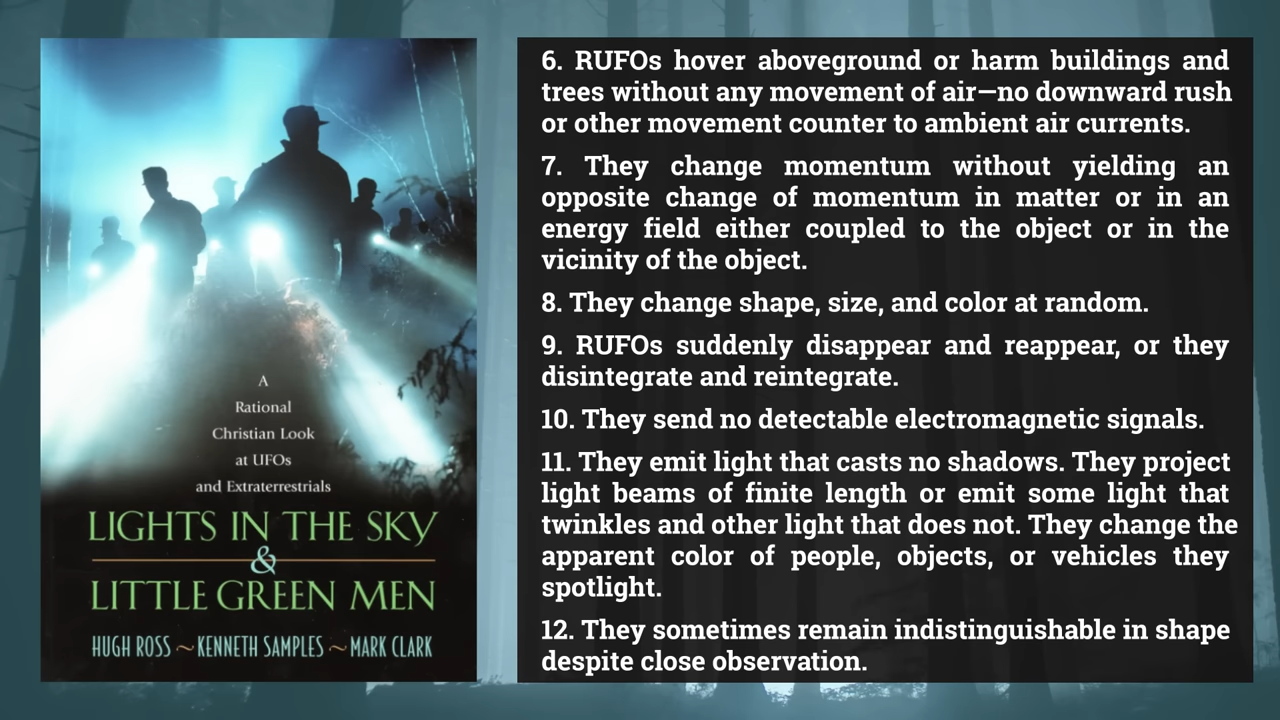 A
Rational
Christian Look
at UFOs
and Extraterrestrials
LIGHTS IN THE SKY
&
LITTLE GREEN MEN
HUGH ROSS ~ KENNETH SAMPLES ~ MARK CLARK
6. RUFOs hover aboveground or harm buildings and
trees without any movement of air—no downward rush
or other movement counter to ambient air currents.
7. They change momentum without yielding an
opposite change of momentum in matter or in an
energy field either coupled to the object or in the
vicinity of the object.
8. They change shape, size, and color at random.
9. RUFOs suddenly disappear and reappear, or they
disintegrate and reintegrate.
10. They send no detectable electromagnetic signals.
11. They emit light that casts no shadows. They project
light beams of finite length or emit some light that
twinkles and other light that does not. They change the
apparent color of people, objects, or vehicles they
spotlight.
12. They sometimes remain indistinguishable in shape
despite close observation.